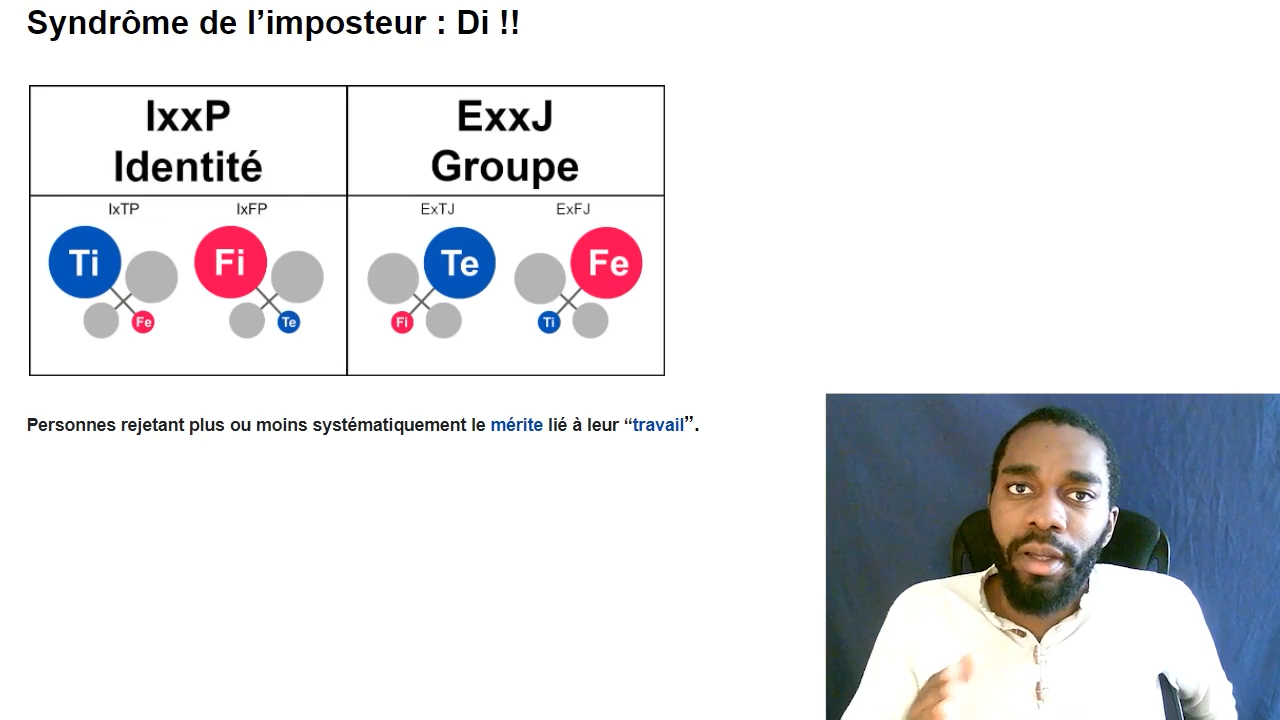 Syndrôme de l’imposteur : Di !!
IxxP
Identité
ExxJ
Groupe
IxTP
IxFP
ExTJ
ExFJ
Ti
Fe
Fi
Te
Te
Fi
Fe
Ti
Personnes rejetant plus ou moins systématiquement le mérite lié à leur “travail”.